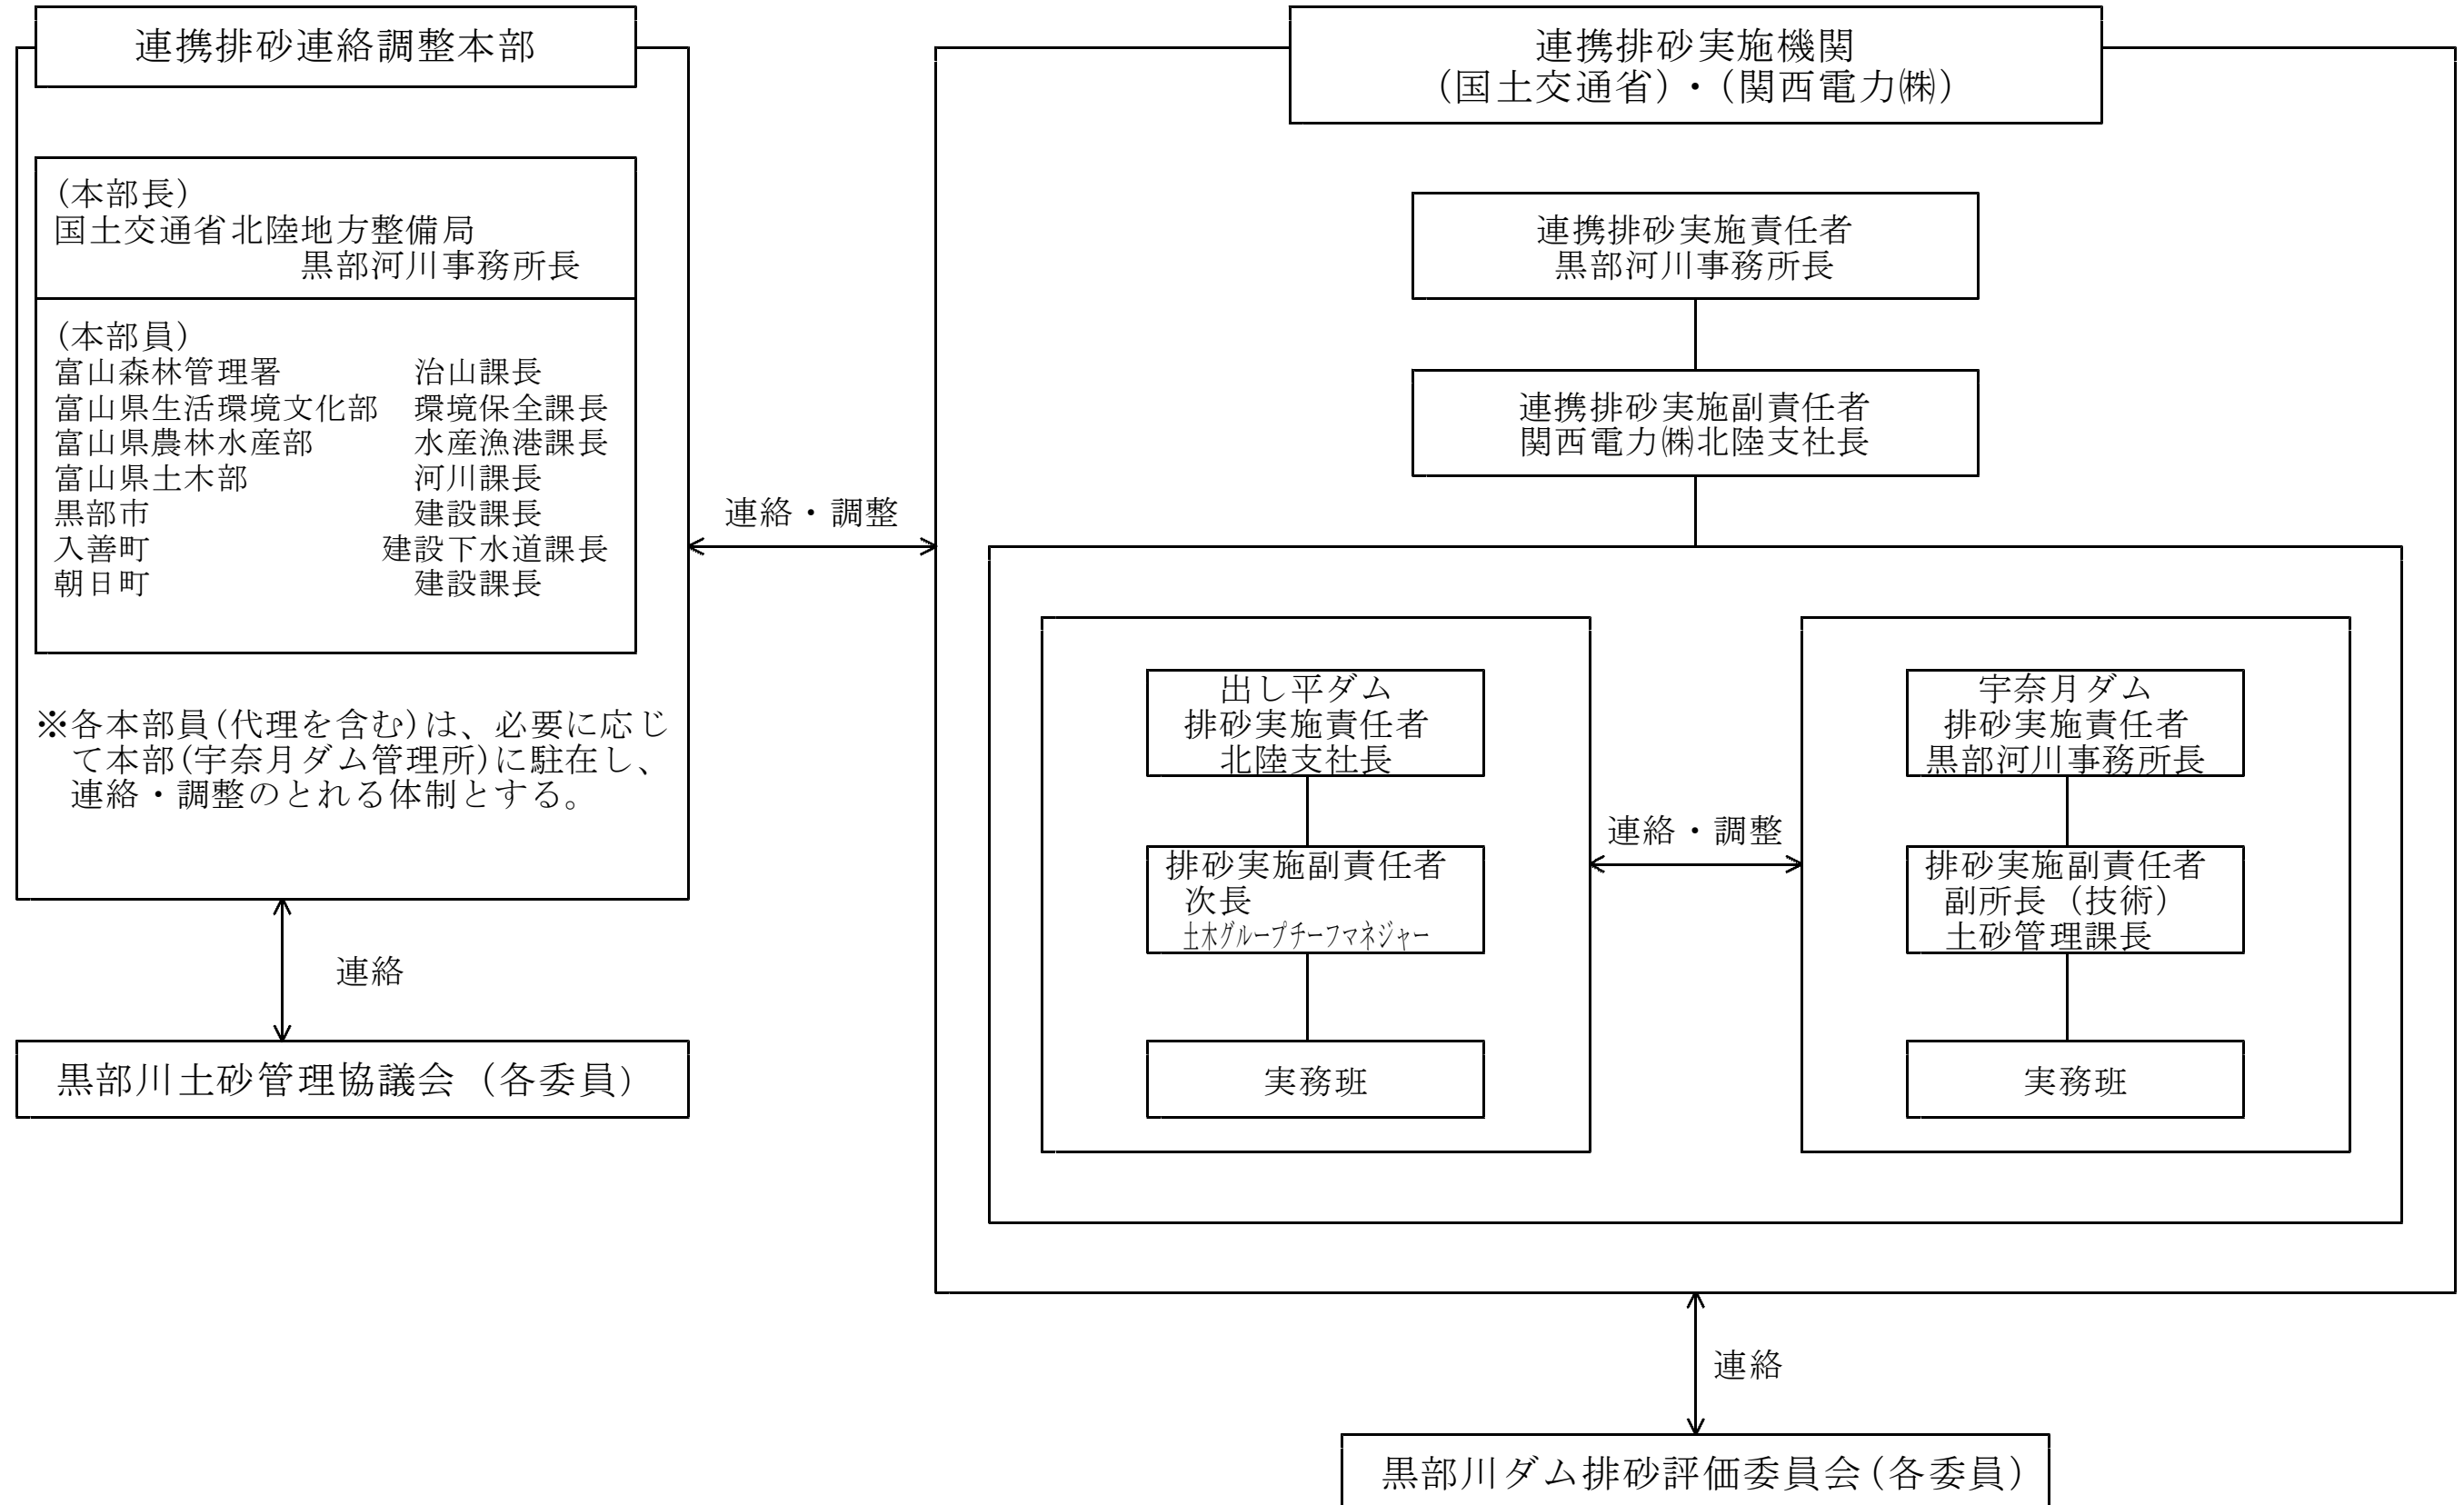 連携排砂連絡調整本部
(本部長)
国土交通省北陸地方整備局
黒部河川事務所長
(本部員)
富山森林管理署 治山課長
富山県生活環境文化部 環境保全課長
富山県農林水産部 水産漁港課長
富山県土木部 河川課長
黒部市 建設課長
入善町 建設下水道課長
朝日町 建設課長
※各本部員(代理を含む)は、必要に応じ
て本部(宇奈月ダム管理所)に駐在し、
連絡・調整のとれる体制とする。
連絡
黒部川土砂管理協議会（各委員）
連絡・調整
連携排砂実施機関
（国土交通省）・（関西電力㈱）
連携排砂実施責任者
黒部河川事務所長
連携排砂実施副責任者
関西電力㈱北陸支社長
出し平ダム
排砂実施責任者
北陸支社長
排砂実施副責任者
次長
土木グループチーフマネジャー
実務班
連絡・調整
宇奈月ダム
排砂実施責任者
黒部河川事務所長
排砂実施副責任者
副所長（技術）
土砂管理課長
実務班
連絡
黒部川ダム排砂評価委員会(各委員)